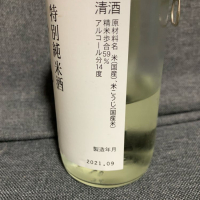 清酒
原材料名 米(国産)、米こうじ(国産米)
精米歩合 59%
アルコール分 14度
特別純米酒
製造年月
2021.09